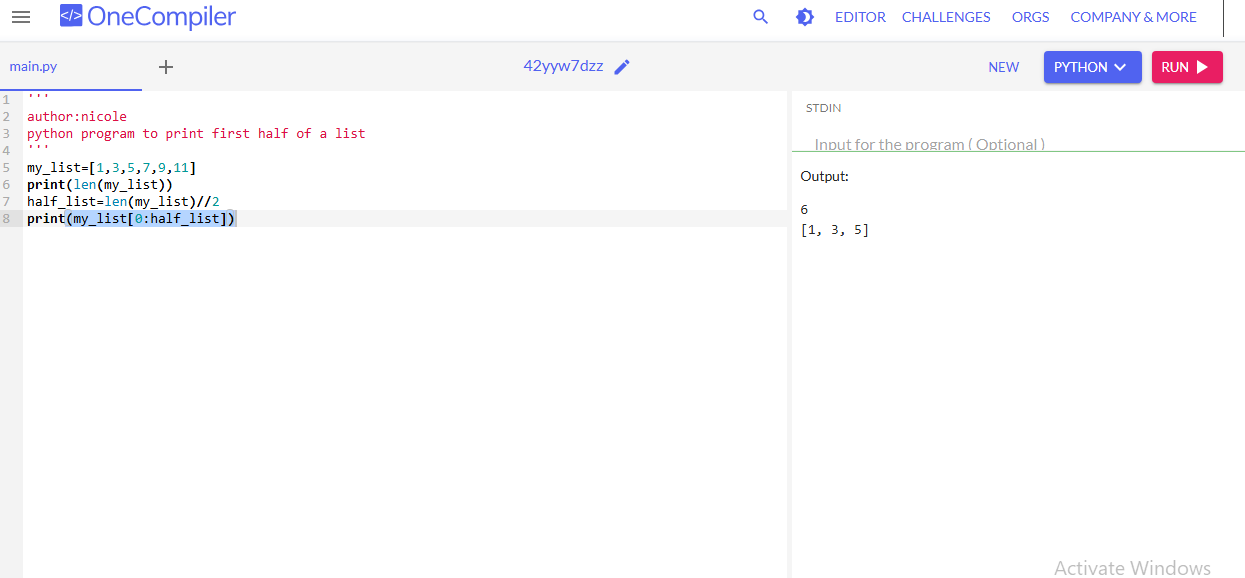 </> OneCompiler
EDITOR CHALLENGES ORGS COMPANY & MORE
main.py + 42yyw7dzz NEW PYTHON RUN
1 '''
2 author:nicole
3 python program to print first half of a list
4 '''
5 my_list=[1,3,5,7,9,11]
6 print(len(my_list))
7 half_list=len(my_list)//2
8 print(my_list[0:half_list])
STDIN
Input for the program ( Optional )
Output:
6
[1, 3, 5]
Activate Windows